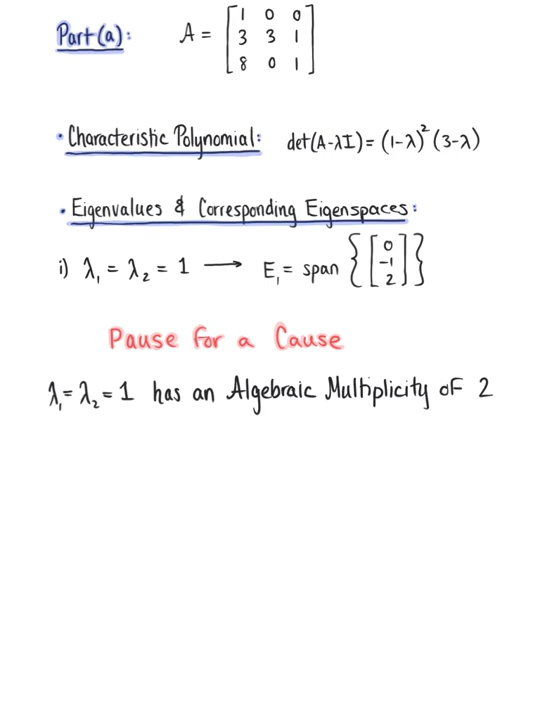 Part(a): A = [1 0 0
3 3 1
8 0 1]
• Characteristic Polynomial: det(A-λI) = (1-λ)² (3-λ)
• Eigenvalues & Corresponding Eigenspaces:
i) λ₁ = λ₂ = 1 → E₁ = span {[0
-1
2]}
Pause for a Cause
λ₁ = λ₂ = 1 has an Algebraic Multiplicity of 2